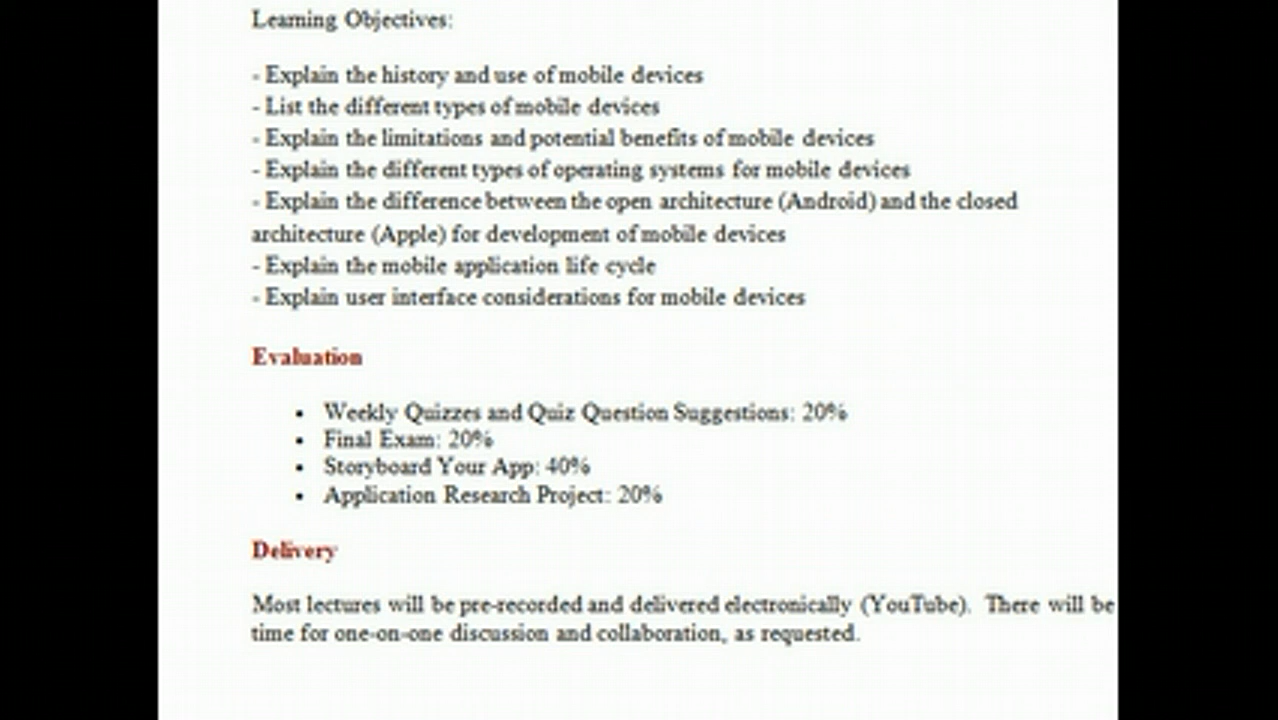 Learning Objectives:
- Explain the history and use of mobile devices
- List the different types of mobile devices
- Explain the limitations and potential benefits of mobile devices
- Explain the different types of operating systems for mobile devices
- Explain the difference between the open architecture (Android) and the closed
architecture (Apple) for development of mobile devices
- Explain the mobile application life cycle
- Explain user interface considerations for mobile devices
Evaluation
• Weekly Quizzes and Quiz Question Suggestions: 20%
• Final Exam: 20%
• Storyboard Your App: 40%
• Application Research Project: 20%
Delivery
Most lectures will be pre-recorded and delivered electronically (YouTube). There will be
time for one-on-one discussion and collaboration, as requested.